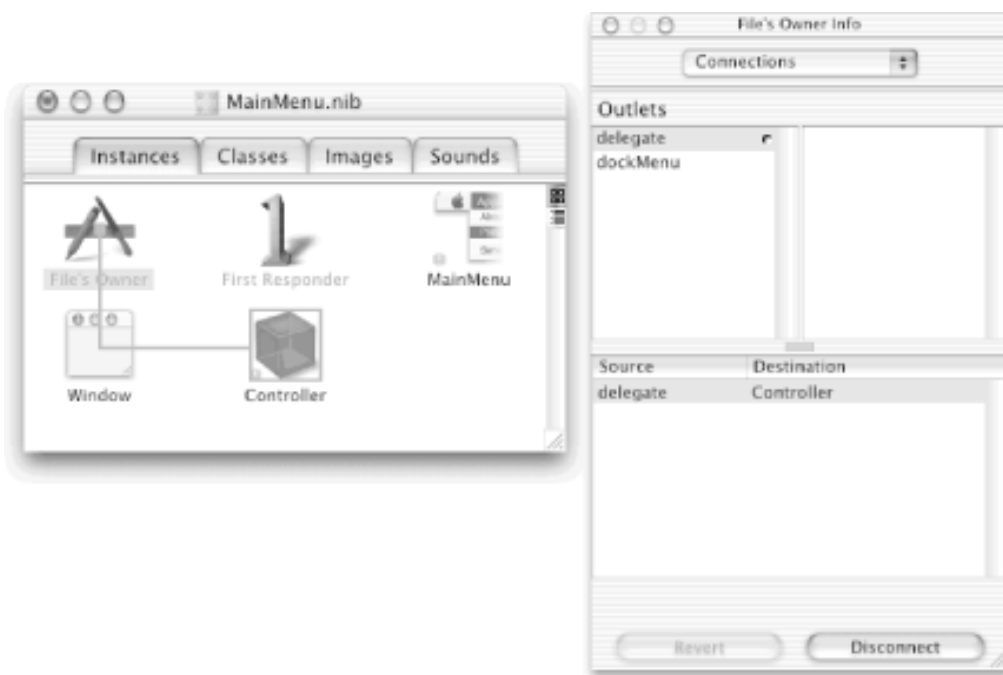 MainMenu.nib
Instances Classes Images Sounds
File's Owner First Responder MainMenu
Window Controller
File's Owner Info
Connections
Outlets
delegate
dockMenu
Source Destination
delegate Controller
Revert Disconnect